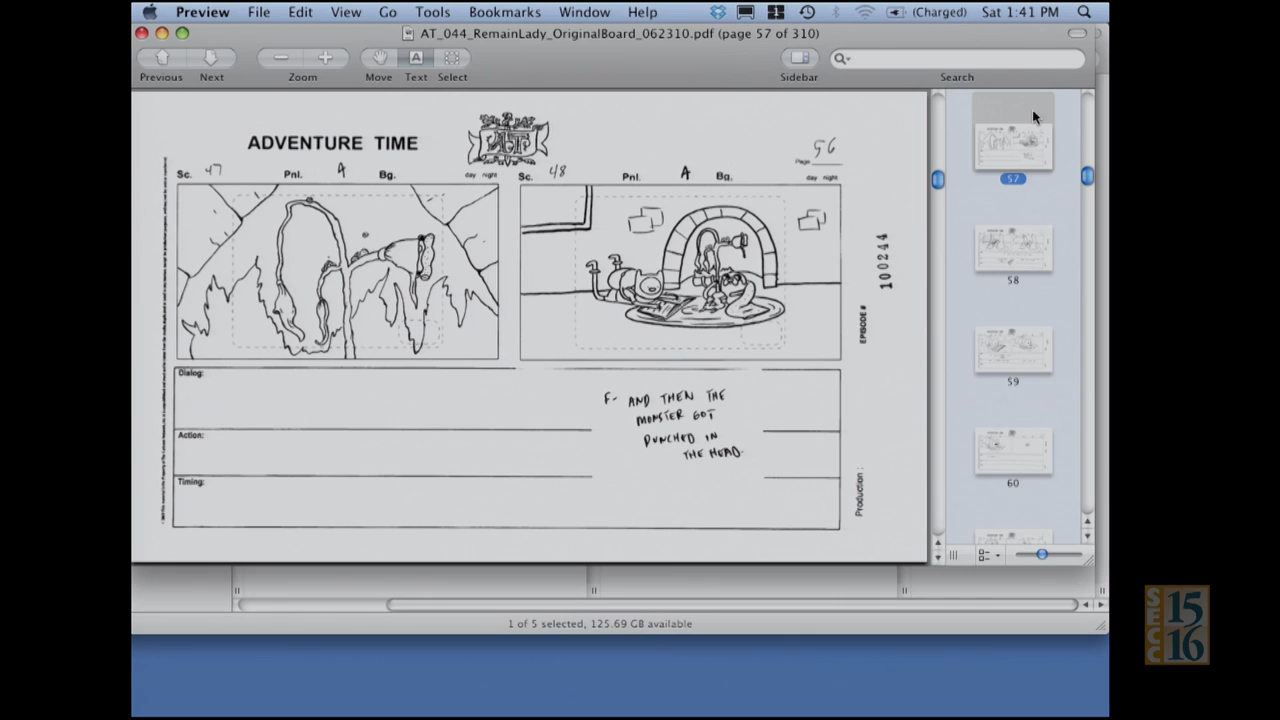 Preview File Edit View Go Tools Bookmarks Window Help (Charged) Sat 1:41 PM
AT_044_RemainLady_OriginalBoard_062310.pdf (page 57 of 310)
Previous Next Zoom Move Text Select Sidebar Search
ADVENTURE TIME
AT
Page 56
Sc. 47 Pnl. A Bg. day night
Sc. 48 Pnl. A Bg. day night
100244
EPISODE #
Dialog:
F- AND THEN THE
MONSTER GOT
PUNCHED IN
THE HEAD.
Action:
Timing:
Production :
57
58
59
60
1 of 5 selected, 125.69 GB available
SECC
15
16